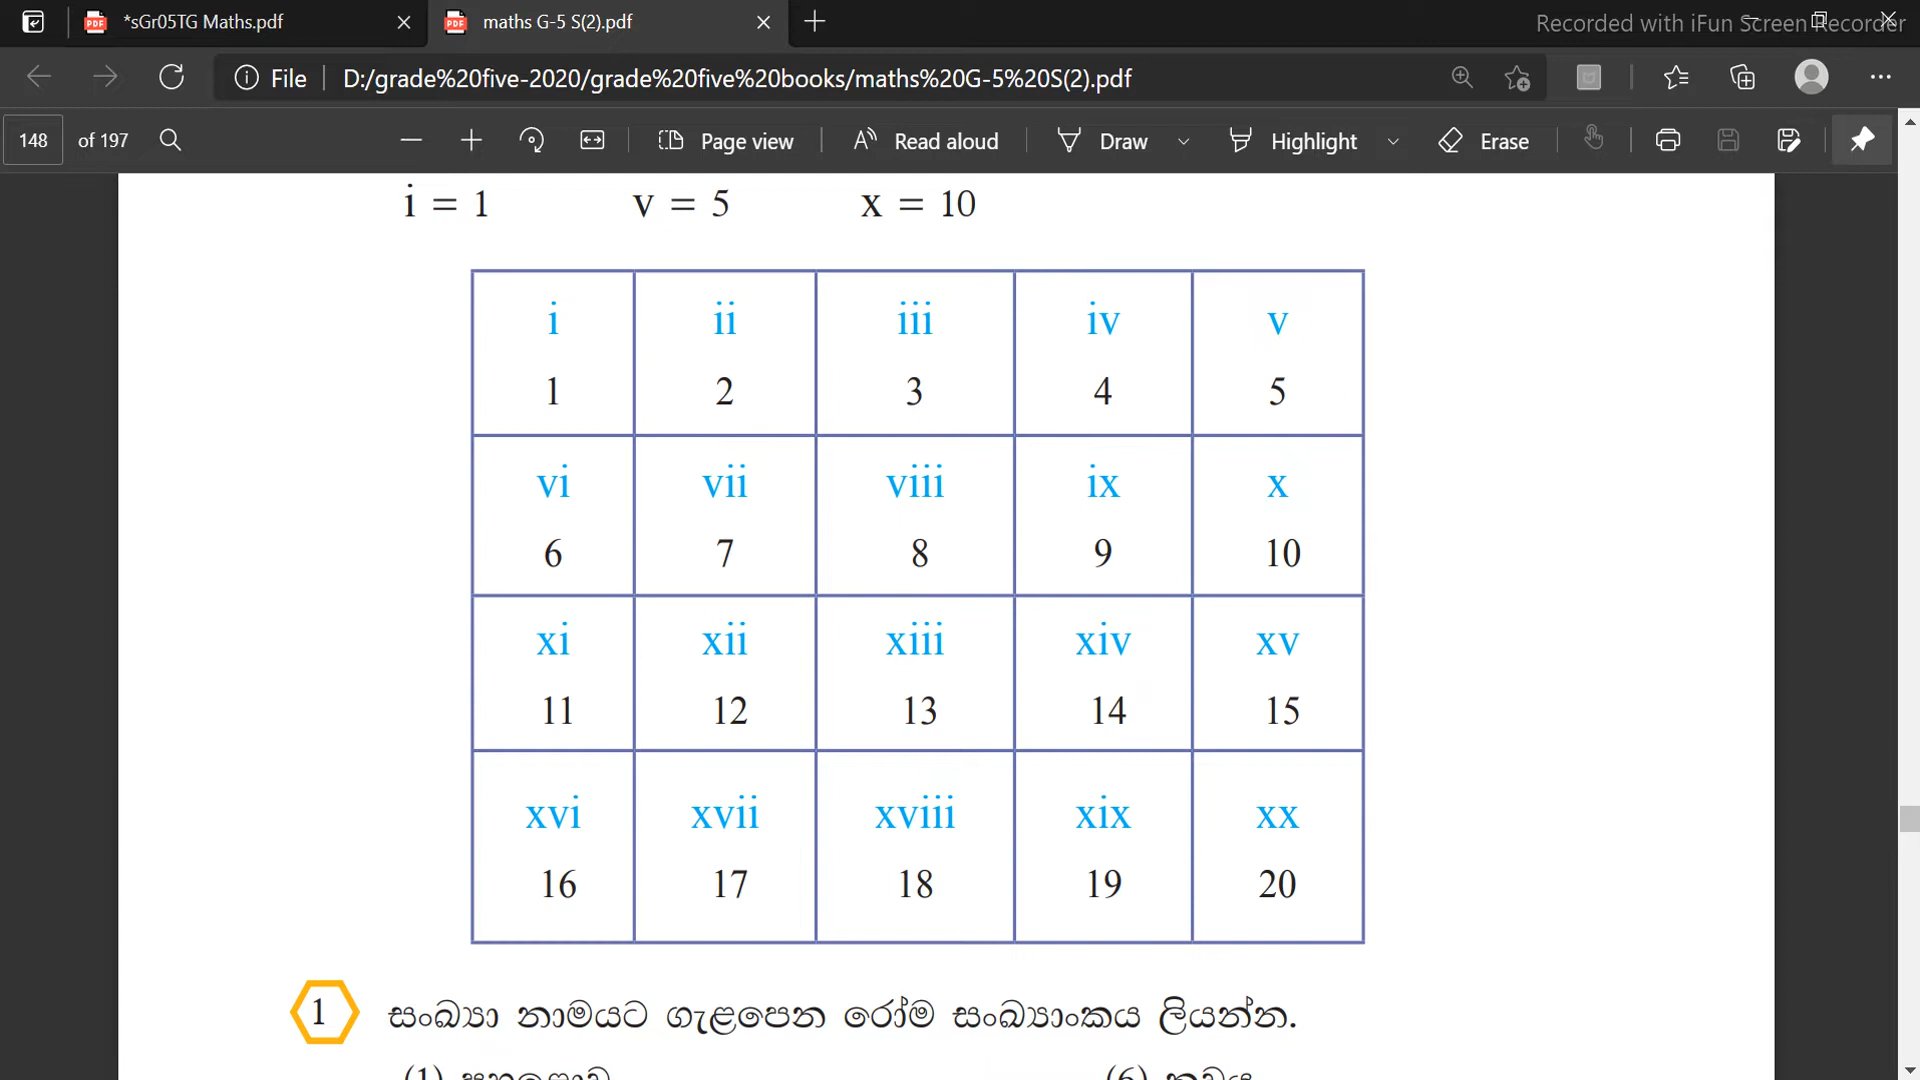 *sGr05TG Maths.pdf
maths G-5 S(2).pdf
Recorded with iFun Screen Recorder
File
D:/grade%20five-2020/grade%20five%20books/maths%20G-5%20S(2).pdf
148 of 197
Page view
Read aloud
Draw
Highlight
Erase
i = 1 v = 5 x = 10
i ii iii iv v
1 2 3 4 5
vi vii viii ix x
6 7 8 9 10
xi xii xiii xiv xv
11 12 13 14 15
xvi xvii xviii xix xx
16 17 18 19 20
1 සංඛ්‍යා නාමයට ගැළපෙන රෝම සංඛ්‍යාංකය ලියන්න.
(1) (6)